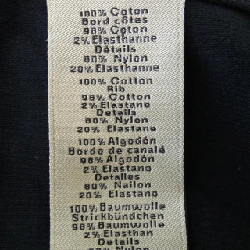 100% Coton
Bord côtes
98% Coton
2% Elasthanne
Détails
80% Nylon
20% Elasthanne
100% Cotton
Rib
98% Cotton
2% Elastano
Details
80% Nylon
20% Elastane
100% Algodón
Borde de canalé
98% Algodón
2% Elastano
Detalles
80% Nailon
20% Elastano
100% Baumwolle
Strickbündchen
98% Baumwolle
2% Elasthan
Details